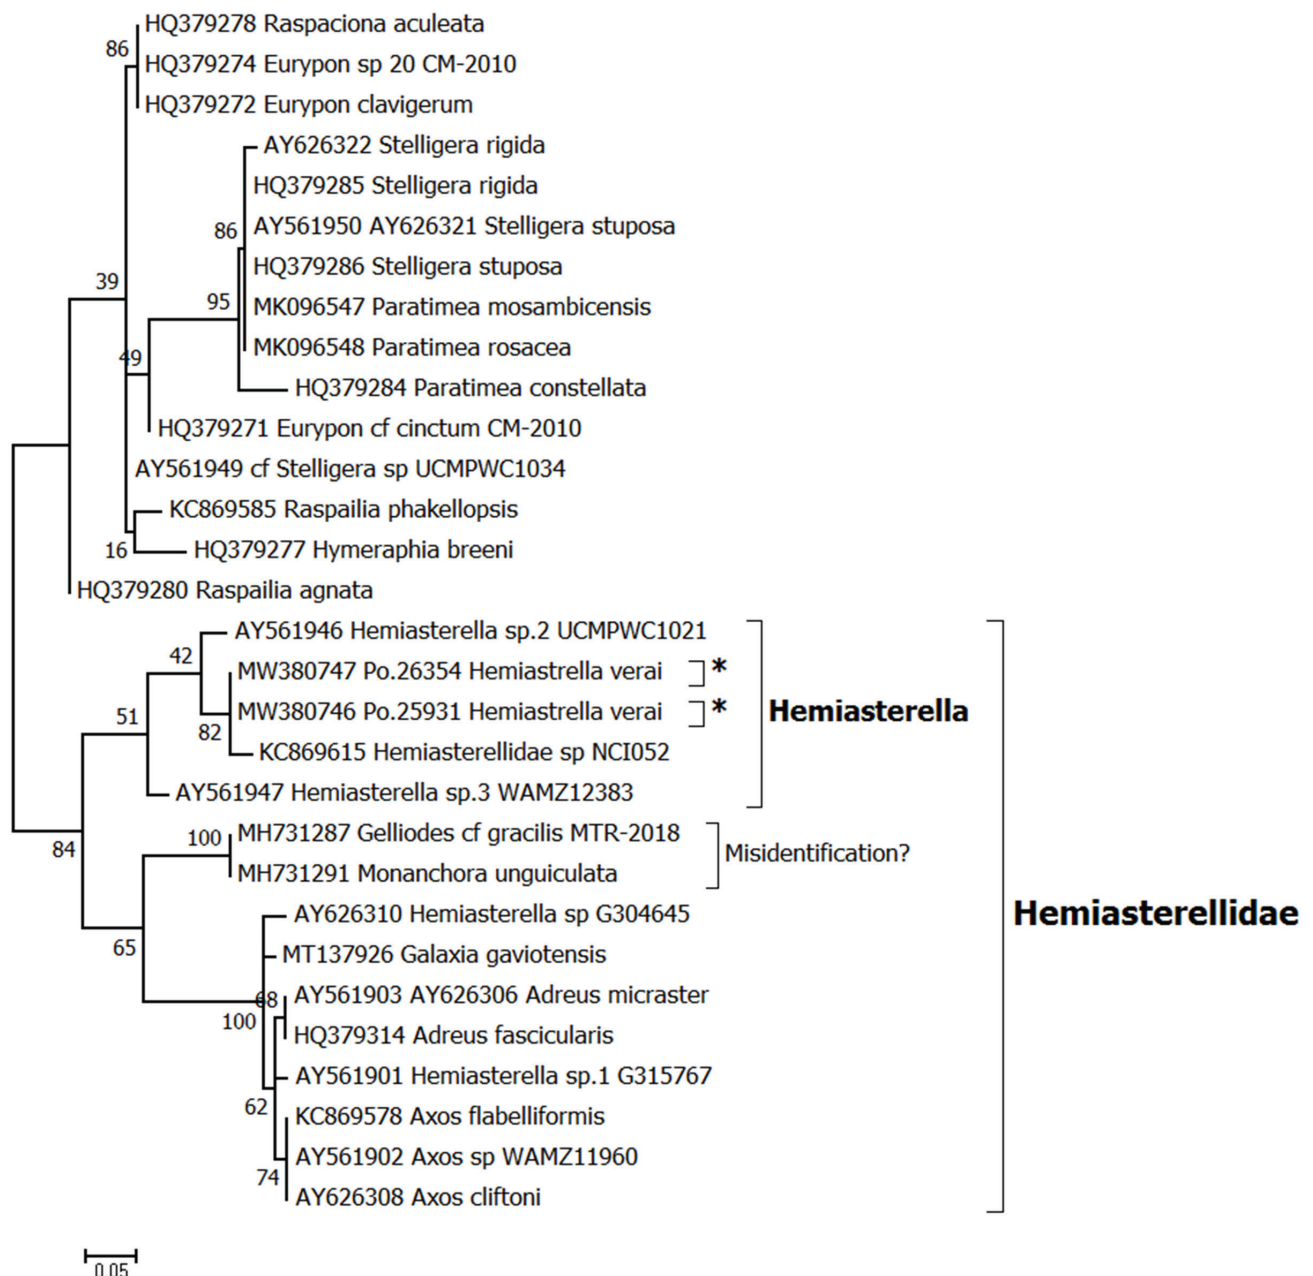 HQ379278 Raspaciona aculeata
86
HQ379274 Eurypon sp 20 CM-2010
HQ379272 Eurypon clavigerum
AY626322 Stelligera rigida
HQ379285 Stelligera rigida
86
AY561950 AY626321 Stelligera stuposa
HQ379286 Stelligera stuposa
39
95
MK096547 Paratimea mosambicensis
MK096548 Paratimea rosacea
49
HQ379284 Paratimea constellata
HQ379271 Eurypon cf cinctum CM-2010
AY561949 cf Stelligera sp UCMPWC1034
KC869585 Raspailia phakellopsis
16
HQ379277 Hymeraphia breeni
HQ379280 Raspailia agnata
AY561946 Hemiasterella sp.2 UCMPWC1021
42
MW380747 Po.26354 Hemiastrella verai *
51
MW380746 Po.25931 Hemiastrella verai *
Hemiasterella
82
KC869615 Hemiasterellidae sp NCI052
AY561947 Hemiasterella sp.3 WAMZ12383
84
100
MH731287 Gelliodes cf gracilis MTR-2018
Misidentification?
MH731291 Monanchora unguiculata
AY626310 Hemiasterella sp G304645
Hemiasterellidae
65
MT137926 Galaxia gaviotensis
68
AY561903 AY626306 Adreus micraster
100
HQ379314 Adreus fascicularis
AY561901 Hemiasterella sp.1 G315767
62
KC869578 Axos flabelliformis
AY561902 Axos sp WAMZ11960
74
AY626308 Axos cliftoni
0.05